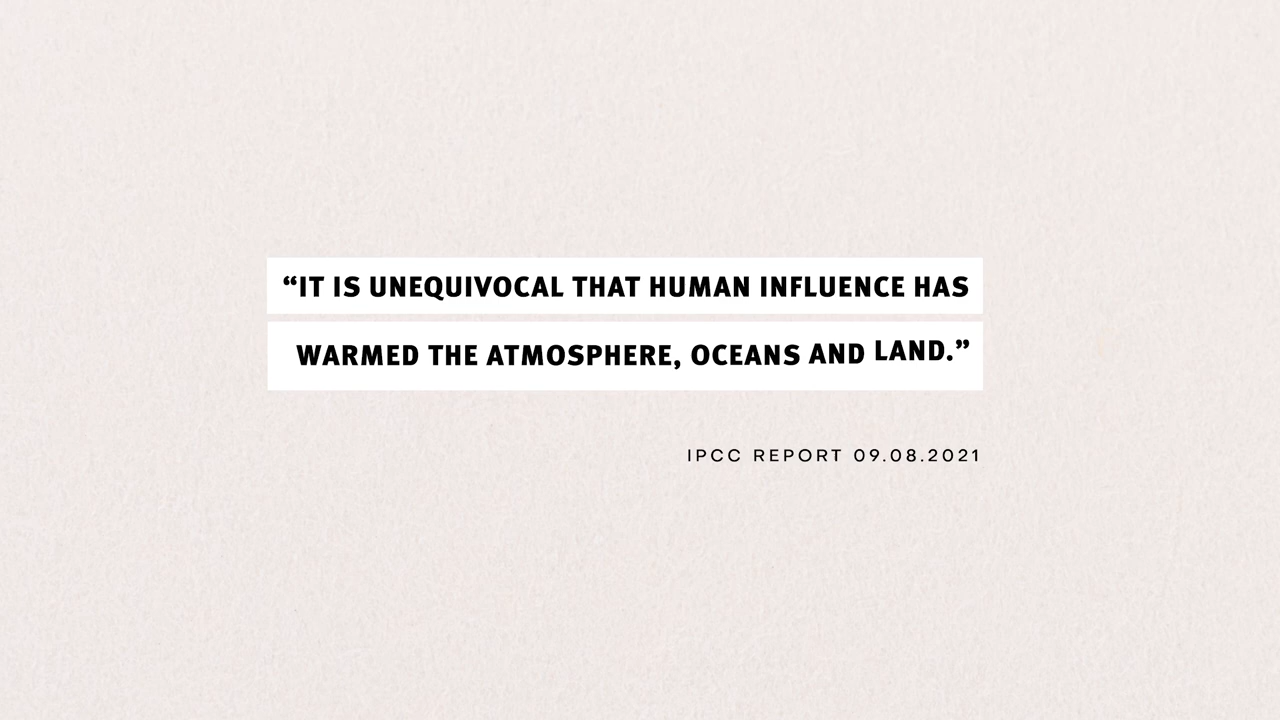 “IT IS UNEQUIVOCAL THAT HUMAN INFLUENCE HAS
WARMED THE ATMOSPHERE, OCEANS AND LAND.”
IPCC REPORT 09.08.2021